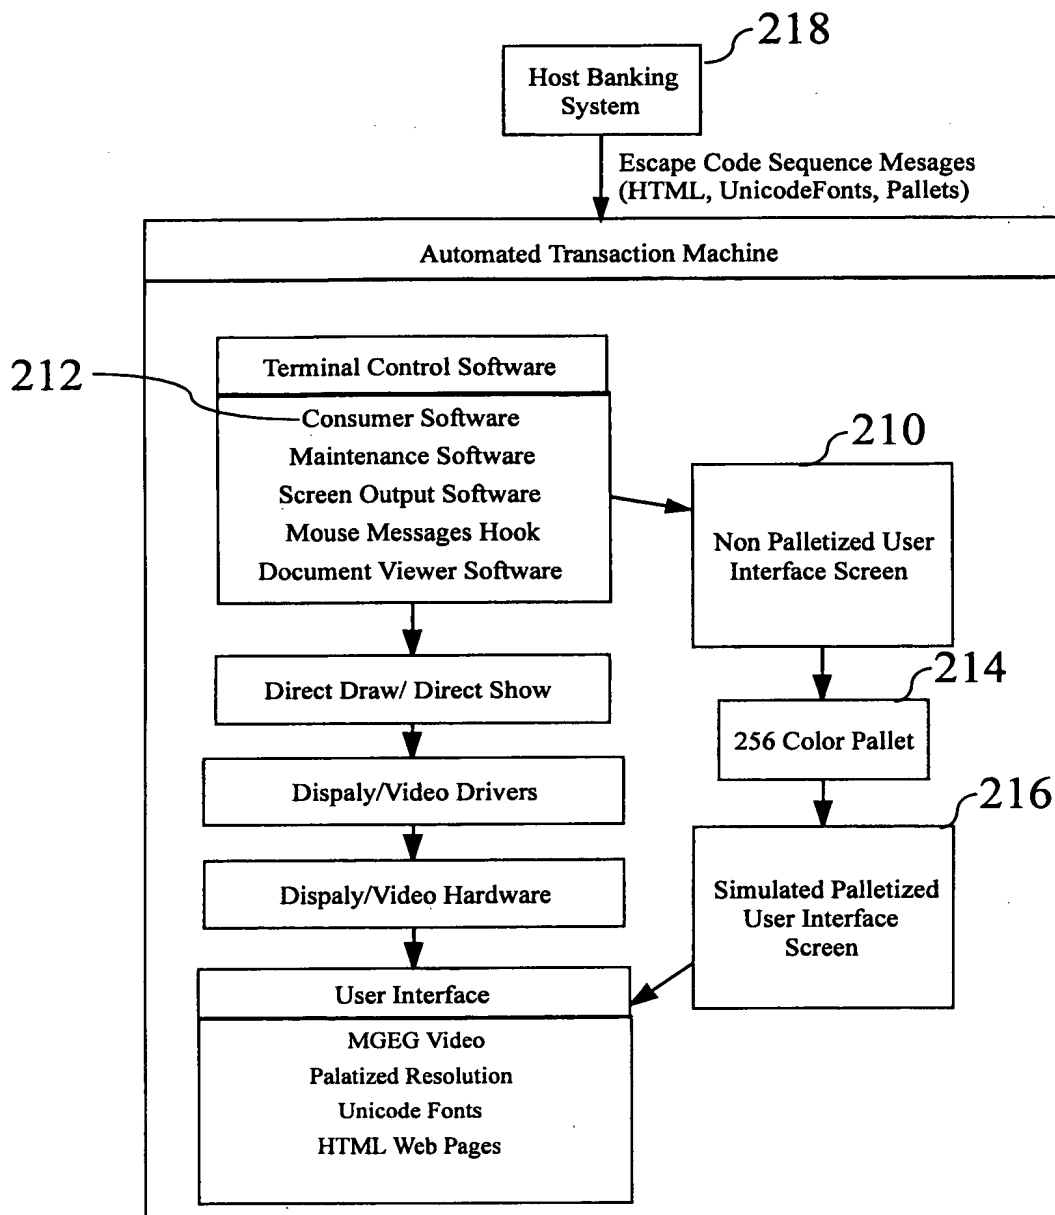 218
Host Banking
System
Escape Code Sequence Mesages
(HTML, UnicodeFonts, Pallets)
Automated Transaction Machine
Terminal Control Software
212
Consumer Software
Maintenance Software
Screen Output Software
Mouse Messages Hook
Document Viewer Software
210
Non Palletized User
Interface Screen
Direct Draw/ Direct Show
214
256 Color Pallet
Dispaly/Video Drivers
216
Simulated Palletized
User Interface
Screen
Dispaly/Video Hardware
User Interface
MGEG Video
Palatized Resolution
Unicode Fonts
HTML Web Pages